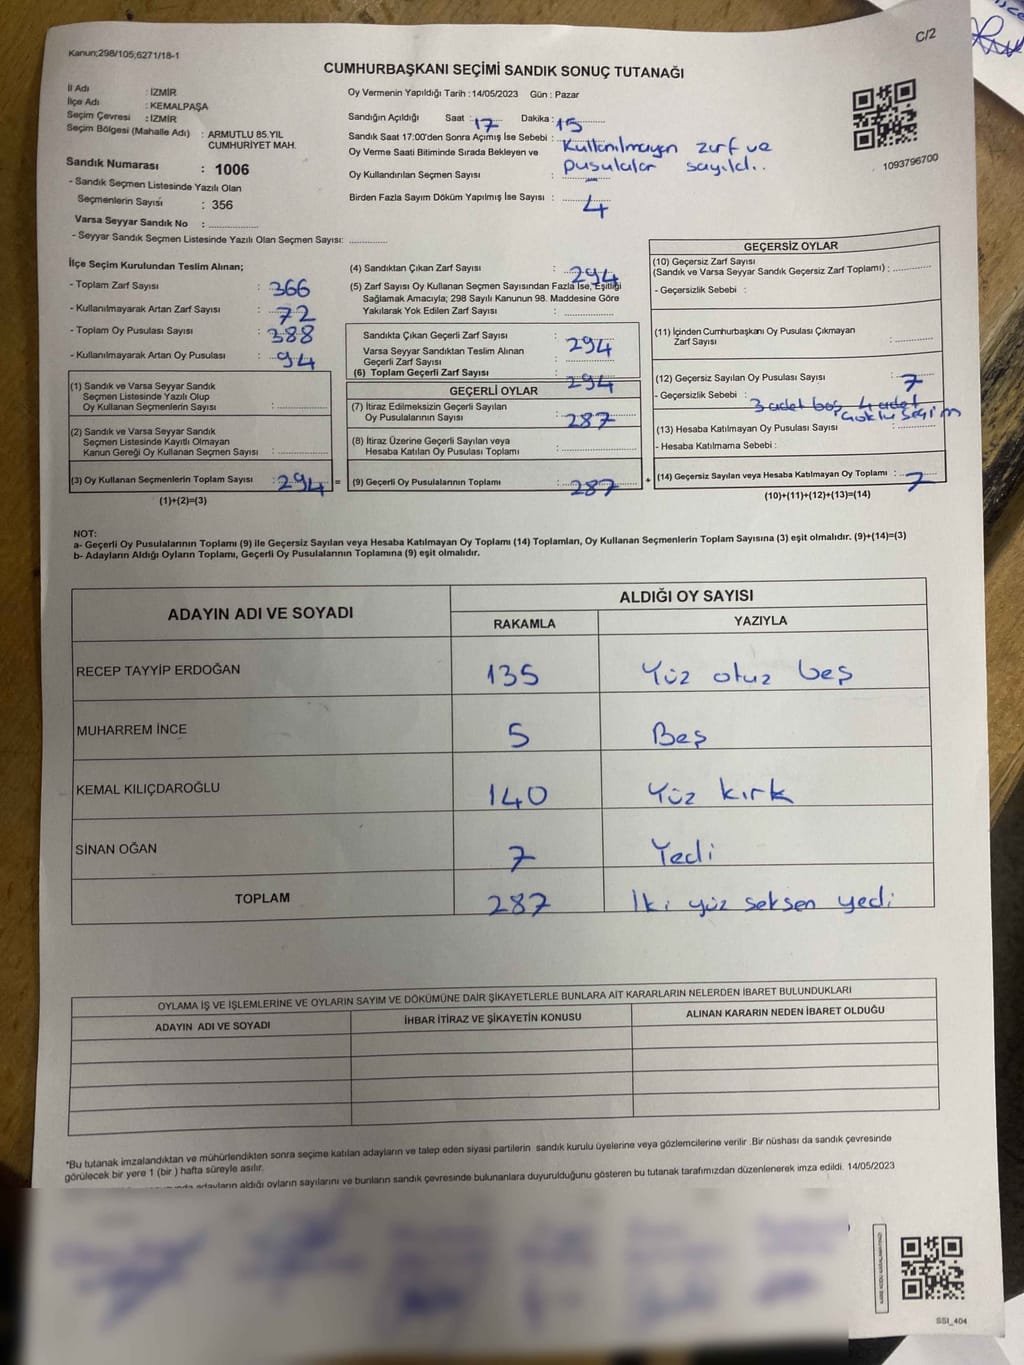 C/2
Kanun;298/105;6271/18-1
CUMHURBAŞKANI SEÇİMİ SANDIK SONUÇ TUTANAĞI
İl Adı : İZMİR
İlçe Adı : KEMALPAŞA
Seçim Çevresi : İZMİR
Seçim Bölgesi (Mahalle Adı) : ARMUTLU 85.YIL
CUMHURİYET MAH.
Sandık Numarası : 1006
- Sandık Seçmen Listesinde Yazılı Olan
Seçmenlerin Sayısı : 356
Varsa Seyyar Sandık No : ....................
- Seyyar Sandık Seçmen Listesinde Yazılı Olan Seçmen Sayısı: ...............
Oy Vermenin Yapıldığı Tarih : 14/05/2023 Gün : Pazar
Sandığın Açıldığı Saat : 17 Dakika : 15
Sandık Saat 17:00'den Sonra Açımış İse Sebebi : Kullanılmayan zarf ve
pusulalar sayıldı..
Oy Verme Saati Bitiminde Sırada Bekleyen ve
Oy Kullandırılan Seçmen Sayısı : -
Birden Fazla Sayım Döküm Yapılmış İse Sayısı : 4
1093796700
İlçe Seçim Kurulundan Teslim Alınan;
- Toplam Zarf Sayısı : 366
- Kullanılmayarak Artan Zarf Sayısı : 72
- Toplam Oy Pusulası Sayısı : 388
- Kullanılmayarak Artan Oy Pusulası : 94
(1) Sandık ve Varsa Seyyar Sandık
Seçmen Listesinde Yazılı Olup
Oy Kullanan Seçmenlerin Sayısı : ....................
(2) Sandık ve Varsa Seyyar Sandık
Seçmen Listesinde Kayıtlı Olmayan
Kanun Gereği Oy Kullanan Seçmen Sayısı : ....................
(3) Oy Kullanan Seçmenlerin Toplam Sayısı : 294 =
(1)+(2)=(3)
(4) Sandıktan Çıkan Zarf Sayısı : 294
(5) Zarf Sayısı Oy Kullanan Seçmen Sayısından Fazla İse, Eşitliği
Sağlamak Amacıyla; 298 Sayılı Kanunun 98. Maddesine Göre
Yakılarak Yok Edilen Zarf Sayısı : ....................
Sandıkta Çıkan Geçerli Zarf Sayısı : 294
Varsa Seyyar Sandıktan Teslim Alınan
Geçerli Zarf Sayısı : ....................
(6) Toplam Geçerli Zarf Sayısı : 294
GEÇERLİ OYLAR
(7) İtiraz Edilmeksizin Geçerli Sayılan
Oy Pusulalarının Sayısı : 287
(8) İtiraz Üzerine Geçerli Sayılan veya
Hesaba Katılan Oy Pusulası Toplamı : ....................
(9) Geçerli Oy Pusulalarının Toplamı : 287 +
GEÇERSİZ OYLAR
(10) Geçersiz Zarf Sayısı
(Sandık ve Varsa Seyyar Sandık Geçersiz Zarf Toplamı) : ...............
- Geçersizlik Sebebi :
(11) İçinden Cumhurbaşkanı Oy Pusulası Çıkmayan
Zarf Sayısı : ...............
(12) Geçersiz Sayılan Oy Pusulası Sayısı : 7
- Geçersizlik Sebebi : 3 adet boş 4 adet
çoklu seçim
(13) Hesaba Katılmayan Oy Pusulası Sayısı : ...............
- Hesaba Katılmama Sebebi :
(14) Geçersiz Sayılan veya Hesaba Katılmayan Oy Toplamı : 7
(10)+(11)+(12)+(13)=(14)
NOT:
a- Geçerli Oy Pusulalarının Toplamı (9) ile Geçersiz Sayılan veya Hesaba Katılmayan Oy Toplamı (14) Toplamları, Oy Kullanan Seçmenlerin Toplam Sayısına (3) eşit olmalıdır. (9)+(14)=(3)
b- Adayların Aldığı Oyların Toplamı, Geçerli Oy Pusulalarının Toplamına (9) eşit olmalıdır.
ADAYIN ADI VE SOYADI
ALDIĞI OY SAYISI
RAKAMLA YAZIYLA
RECEP TAYYİP ERDOĞAN 135 Yüz otuz beş
MUHARREM İNCE 5 Beş
KEMAL KILIÇDAROĞLU 140 Yüz kırk
SİNAN OĞAN 7 Yedi
TOPLAM 287 İki yüz seksen yedi
OYLAMA İŞ VE İŞLEMLERİNE VE OYLARIN SAYIM VE DÖKÜMÜNE DAİR ŞİKAYETLERLE BUNLARA AİT KARARLARIN NELERDEN İBARET BULUNDUKLARI
ADAYIN ADI VE SOYADI İHBAR İTİRAZ VE ŞİKAYETİN KONUSU ALINAN KARARIN NEDEN İBARET OLDUĞU
*Bu tutanak imzalandıktan ve mühürlendikten sonra seçime katılan adayların ve talep eden siyasi partilerin sandık kurulu üyelerine veya gözlemcilerine verilir .Bir nüshası da sandık çevresinde
görülecek bir yere 1 (bir ) hafta süreyle asılır.
adayların aldığı oyların sayılarını ve bunların sandık çevresinde bulunanlara duyurulduğunu gösteren bu tutanak tarafımızdan düzenlenerek imza edildi. 14/05/2023
SSI_404